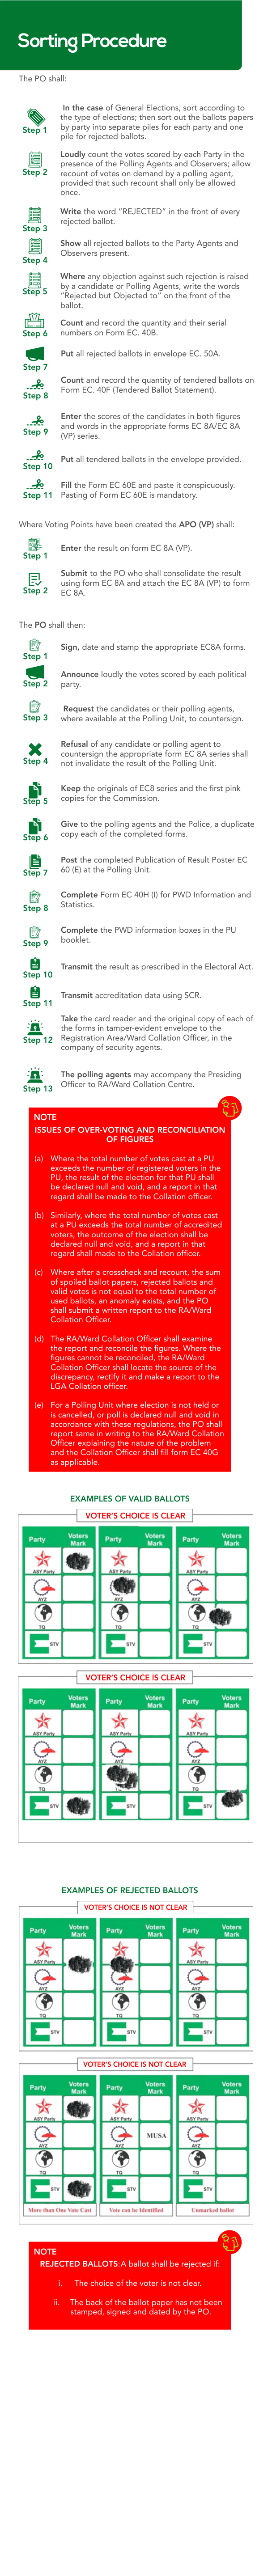 Sorting Procedure
The PO shall:
Step 1
In the case of General Elections, sort according to
the type of elections; then sort out the ballots papers
by party into separate piles for each party and one
pile for rejected ballots.
Step 2
Loudly count the votes scored by each Party in the
presence of the Polling Agents and Observers; allow
recount of votes on demand by a polling agent,
provided that such recount shall only be allowed
once.
Step 3
Write the word “REJECTED” in the front of every
rejected ballot.
Step 4
Show all rejected ballots to the Party Agents and
Observers present.
Step 5
Where any objection against such rejection is raised
by a candidate or Polling Agents, write the words
“Rejected but Objected to” on the front of the
ballot.
Step 6
Count and record the quantity and their serial
numbers on Form EC. 40B.
Step 7
Put all rejected ballots in envelope EC. 50A.
Step 8
Count and record the quantity of tendered ballots on
Form EC. 40F (Tendered Ballot Statement).
Step 9
Enter the scores of the candidates in both figures
and words in the appropriate forms EC 8A/EC 8A
(VP) series.
Step 10
Put all tendered ballots in the envelope provided.
Step 11
Fill the Form EC 60E and paste it conspicuously.
Pasting of Form EC 60E is mandatory.
Where Voting Points have been created the APO (VP) shall:
Step 1
Enter the result on form EC 8A (VP).
Step 2
Submit to the PO who shall consolidate the result
using form EC 8A and attach the EC 8A (VP) to form
EC 8A.
The PO shall then:
Step 1
Sign, date and stamp the appropriate EC8A forms.
Step 2
Announce loudly the votes scored by each political
party.
Step 3
Request the candidates or their polling agents,
where available at the Polling Unit, to countersign.
Step 4
Refusal of any candidate or polling agent to
countersign the appropriate form EC 8A series shall
not invalidate the result of the Polling Unit.
Step 5
Keep the originals of EC8 series and the first pink
copies for the Commission.
Step 6
Give to the polling agents and the Police, a duplicate
copy each of the completed forms.
Step 7
Post the completed Publication of Result Poster EC
60 (E) at the Polling Unit.
Step 8
Complete Form EC 40H (I) for PWD Information and
Statistics.
Step 9
Complete the PWD information boxes in the PU
booklet.
Step 10
Transmit the result as prescribed in the Electoral Act.
Step 11
Transmit accreditation data using SCR.
Step 12
Take the card reader and the original copy of each of
the forms in tamper-evident envelope to the
Registration Area/Ward Collation Officer, in the
company of security agents.
Step 13
The polling agents may accompany the Presiding
Officer to RA/Ward Collation Centre.
NOTE
ISSUES OF OVER-VOTING AND RECONCILIATION
OF FIGURES
(a) Where the total number of votes cast at a PU
exceeds the number of registered voters in the
PU, the result of the election for that PU shall
be declared null and void, and a report in that
regard shall be made to the Collation officer.
(b) Similarly, where the total number of votes cast
at a PU exceeds the total number of accredited
voters, the outcome of the election shall be
declared null and void, and a report in that
regard shall made to the Collation officer.
(c) Where after a crosscheck and recount, the sum
of spoiled ballot papers, rejected ballots and
valid votes is not equal to the total number of
used ballots, an anomaly exists, and the PO
shall submit a written report to the RA/Ward
Collation Officer.
(d) The RA/Ward Collation Officer shall examine
the report and reconcile the figures. Where the
figures cannot be reconciled, the RA/Ward
Collation Officer shall locate the source of the
discrepancy, rectify it and make a report to the
LGA Collation officer.
(e) For a Polling Unit where election is not held or
is cancelled, or poll is declared null and void in
accordance with these regulations, the PO shall
report same in writing to the RA/Ward Collation
Officer explaining the nature of the problem
and the Collation Officer shall fill form EC 40G
as applicable.
EXAMPLES OF VALID BALLOTS
VOTER’S CHOICE IS CLEAR
Party Voters Mark Party Voters Mark Party Voters Mark
ASY Party ASY Party ASY Party
AYZ AYZ AYZ
TQ TQ TQ
STV STV STV
VOTER’S CHOICE IS CLEAR
Party Voters Mark Party Voters Mark Party Voters Mark
ASY Party ASY Party ASY Party
AYZ AYZ AYZ
TQ TQ
STV STV STV
EXAMPLES OF REJECTED BALLOTS
VOTER’S CHOICE IS NOT CLEAR
Party Voters Mark Party Voters Mark Party Voters Mark
ASY Party ASY Party
AYZ AYZ AYZ
TQ TQ TQ
STV STV STV
VOTER’S CHOICE IS NOT CLEAR
Party Voters Mark Party Voters Mark Party Voters Mark
ASY Party ASY Party ASY Party
AYZ AYZ MUSA AYZ
TQ TQ TQ
STV STV STV
More than One Vote Cast Vote can be Identified Unmarked ballot
NOTE
REJECTED BALLOTS:A ballot shall be rejected if:
i. The choice of the voter is not clear.
ii. The back of the ballot paper has not been
stamped, signed and dated by the PO.